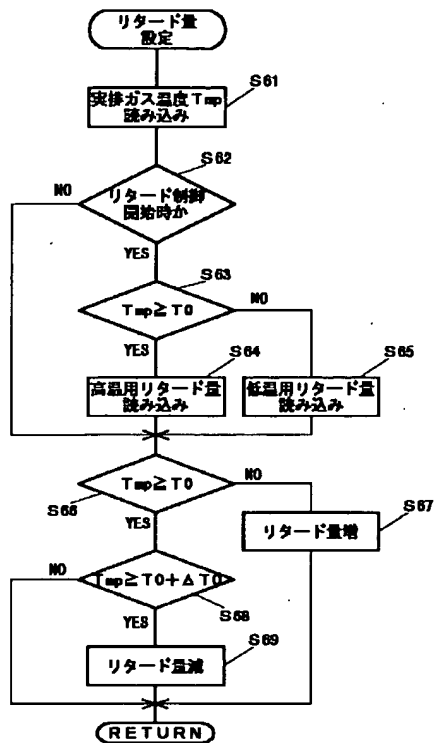 リタード量
設定
S61
実排ガス温度Tmp
読み込み
S62
NO
リタード制御
開始時か
YES
S63
Tmp≧T0
NO
YES
S64
S65
高温用リタード量
読み込み
低温用リタード量
読み込み
Tmp≧T0
NO
S66
YES
S67
リタード量増
NO
Tmp≧T0+ΔT0
S68
YES
S69
リタード量減
RETURN